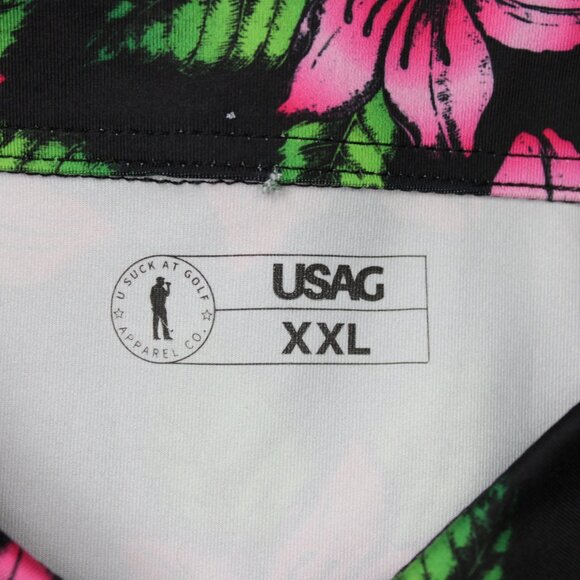 U SUCK AT GOLF
APPAREL CO.
USAG
XXL